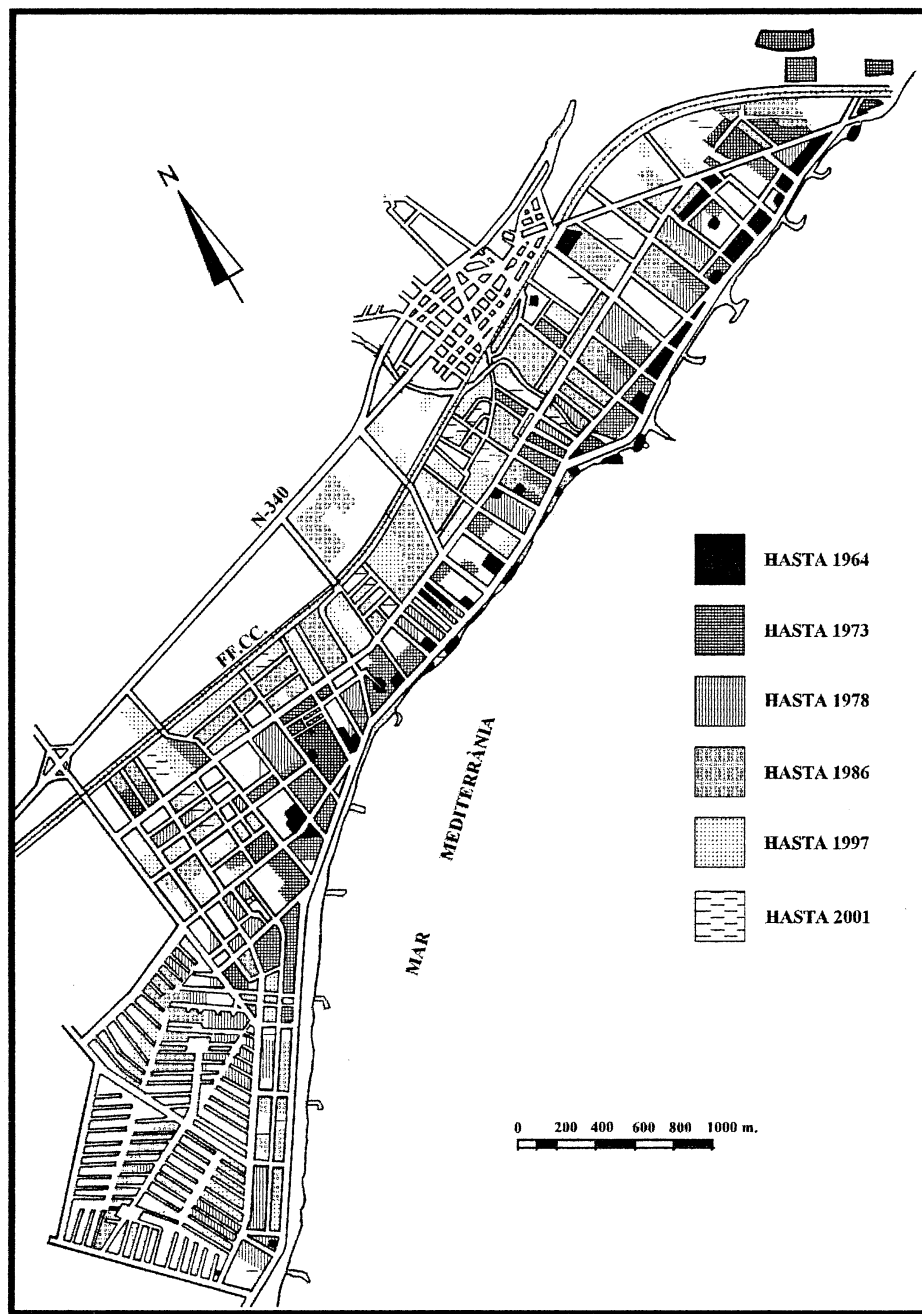 N
N-340
FF.CC.
MAR MEDITERRÀNIA
HASTA 1964
HASTA 1973
HASTA 1978
HASTA 1986
HASTA 1997
HASTA 2001
0 200 400 600 800 1000 m.